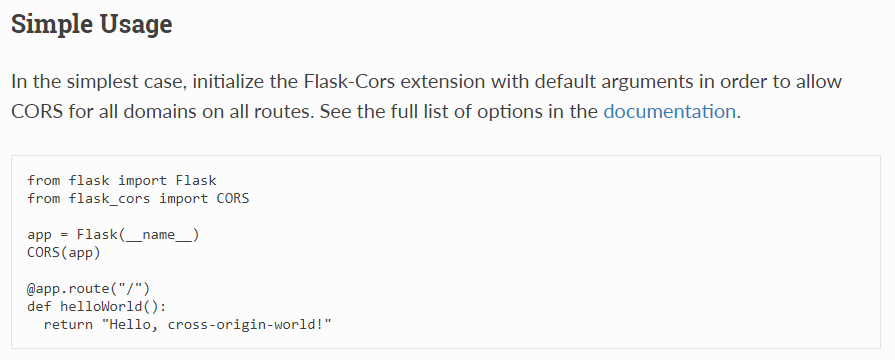 Simple Usage
In the simplest case, initialize the Flask-Cors extension with default arguments in order to allow
CORS for all domains on all routes. See the full list of options in the documentation.
from flask import Flask
from flask_cors import CORS
app = Flask(__name__)
CORS(app)
@app.route("/")
def helloWorld():
  return "Hello, cross-origin-world!"